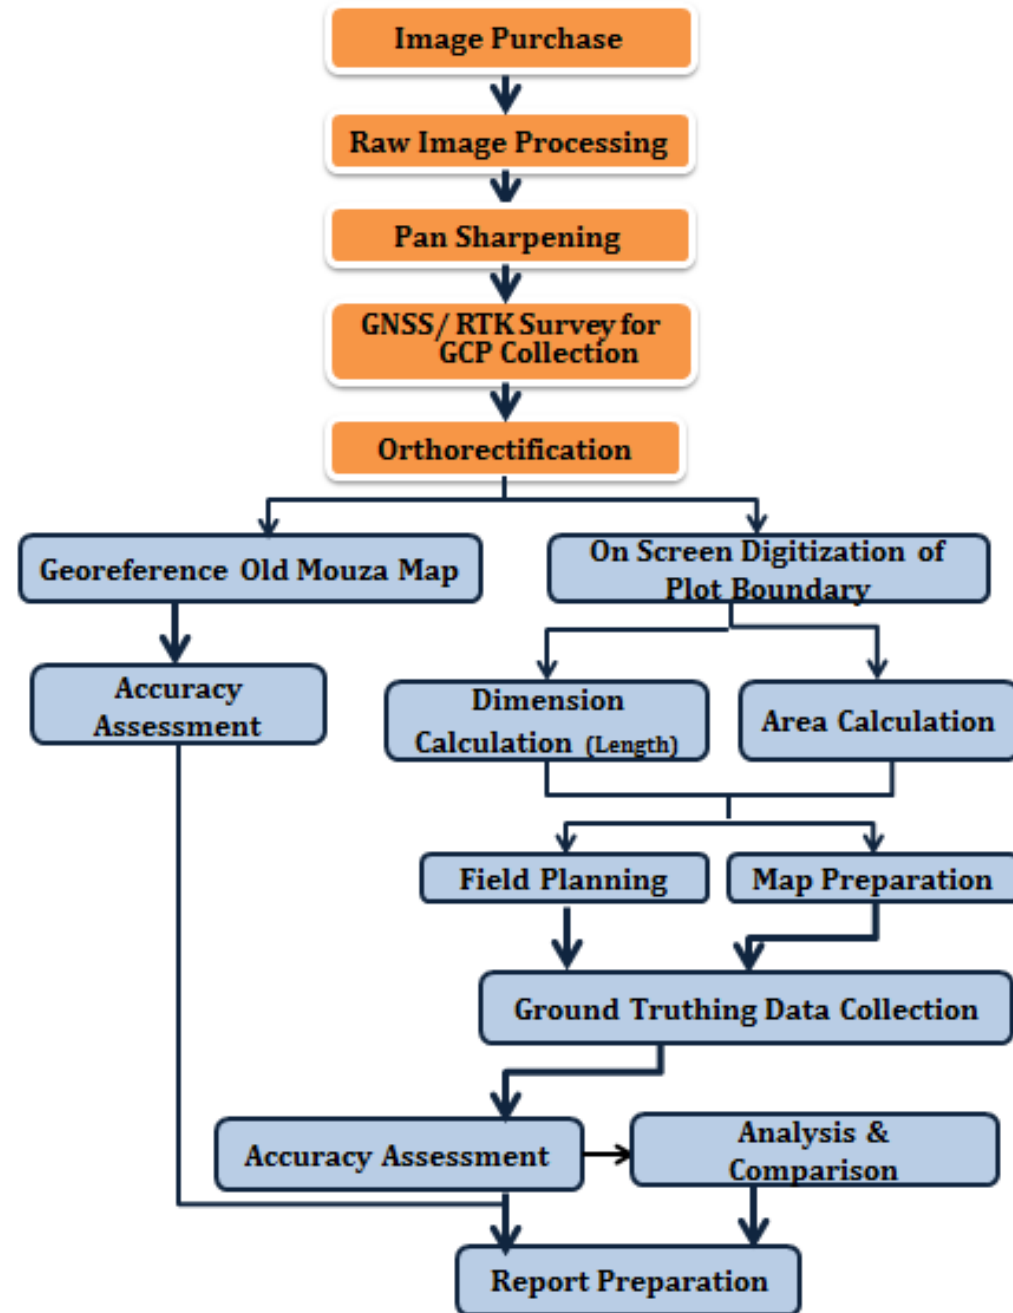 Image Purchase
Raw Image Processing
Pan Sharpening
GNSS/ RTK Survey for
GCP Collection
Orthorectification
Georeference Old Mouza Map
On Screen Digitization of
Plot Boundary
Accuracy
Assessment
Dimension
Calculation (Length)
Area Calculation
Field Planning
Map Preparation
Ground Truthing Data Collection
Accuracy Assessment
Analysis &
Comparison
Report Preparation